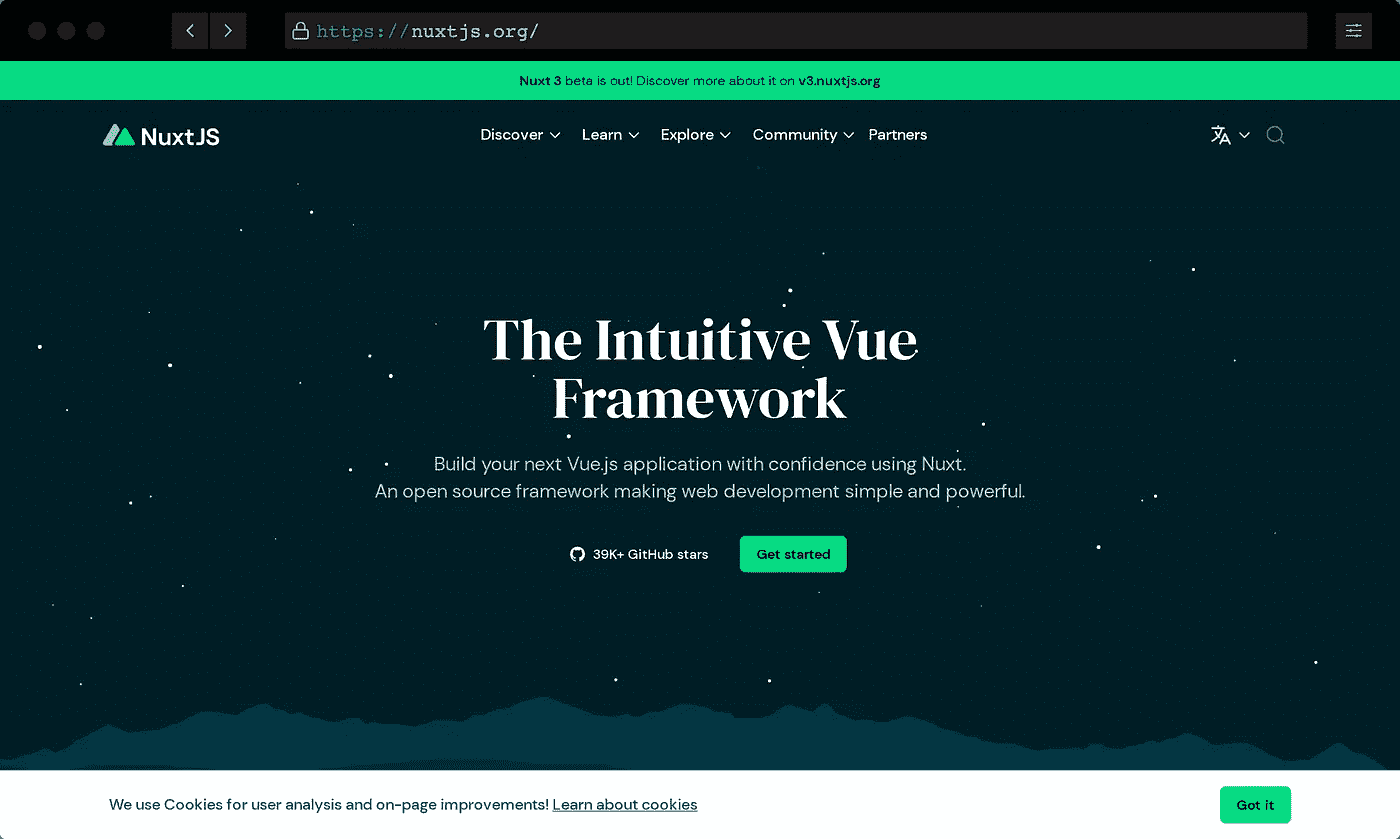 https://nuxtjs.org/
Nuxt 3 beta is out! Discover more about it on v3.nuxtjs.org
NuxtJS
Discover Learn Explore Community Partners
The Intuitive Vue
Framework
Build your next Vue.js application with confidence using Nuxt.
An open source framework making web development simple and powerful.
39K+ GitHub stars
Get started
We use Cookies for user analysis and on-page improvements! Learn about cookies
Got it